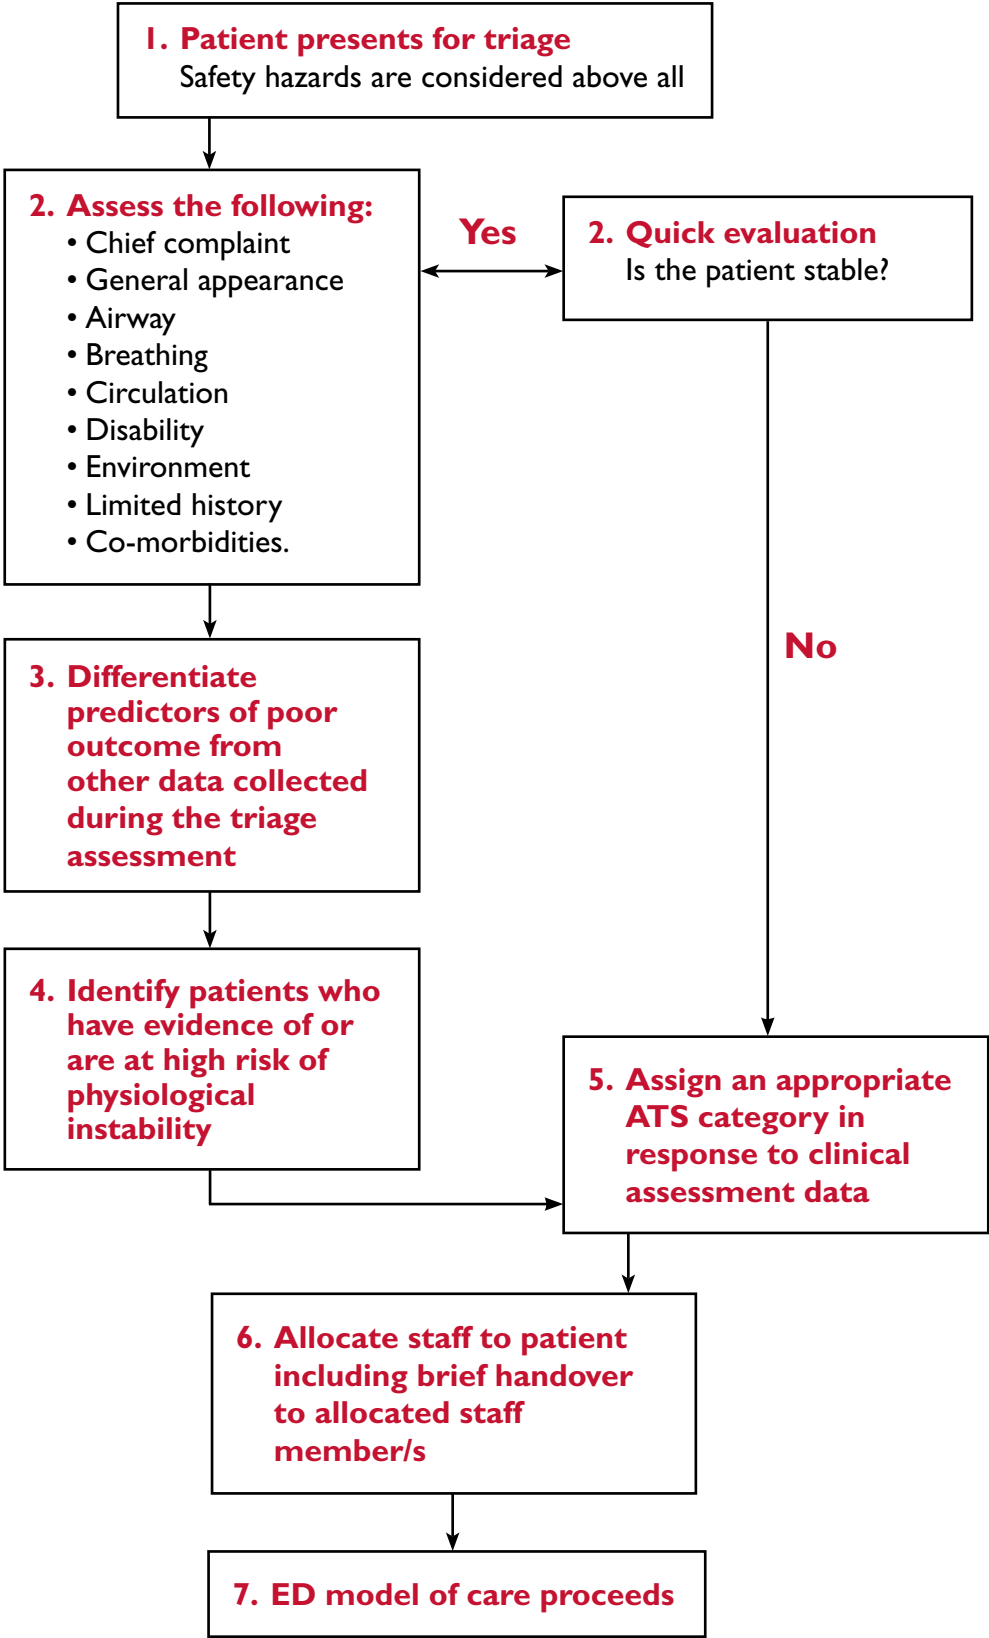 1. Patient presents for triage
Safety hazards are considered above all
2. Assess the following:
• Chief complaint
• General appearance
• Airway
• Breathing
• Circulation
• Disability
• Environment
• Limited history
• Co-morbidities.
Yes
2. Quick evaluation
Is the patient stable?
No
3. Differentiate
predictors of poor
outcome from
other data collected
during the triage
assessment
4. Identify patients who
have evidence of or
are at high risk of
physiological
instability
5. Assign an appropriate
ATS category in
response to clinical
assessment data
6. Allocate staff to patient
including brief handover
to allocated staff
member/s
7. ED model of care proceeds